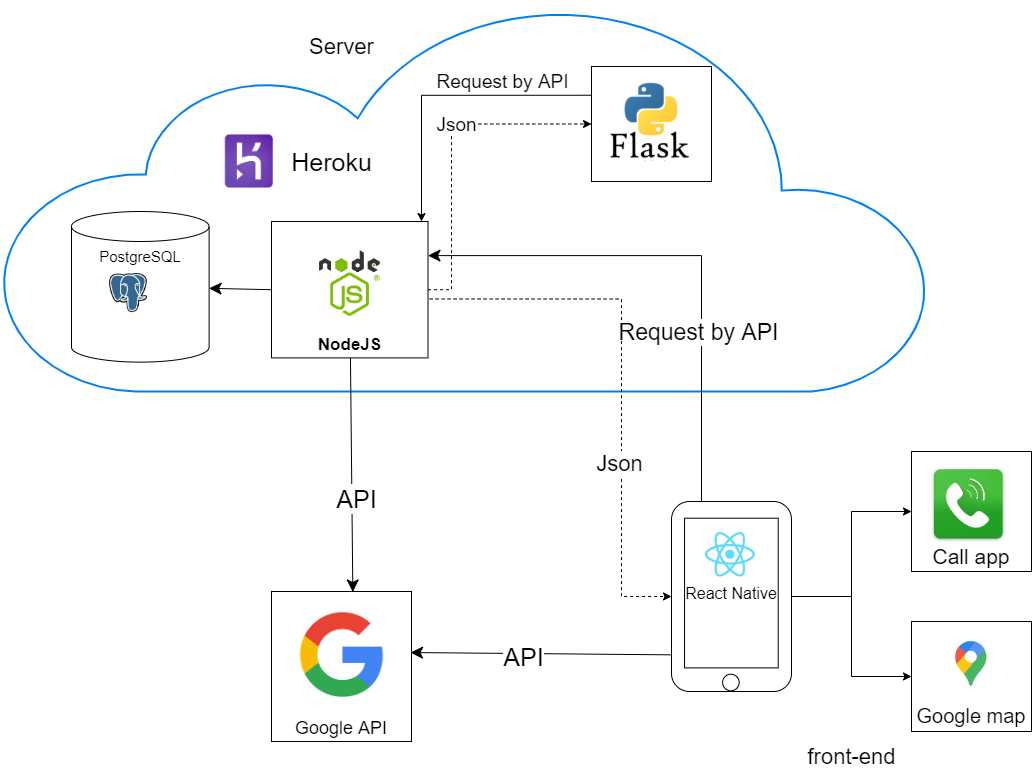 Server
Request by API
Json
Flask
Heroku
PostgreSQL
node
JS
®
NodeJS
Request by API
Json
API
Call app
React Native
API
Google API
Google map
front-end